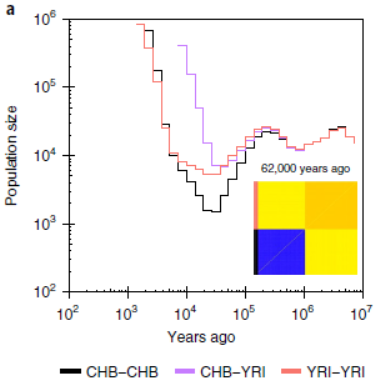 a
10^6
10^5
10^4
10^3
10^2
Population size
62,000 years ago
10^2 10^3 10^4 10^5 10^6 10^7
Years ago
CHB–CHB CHB–YRI YRI–YRI